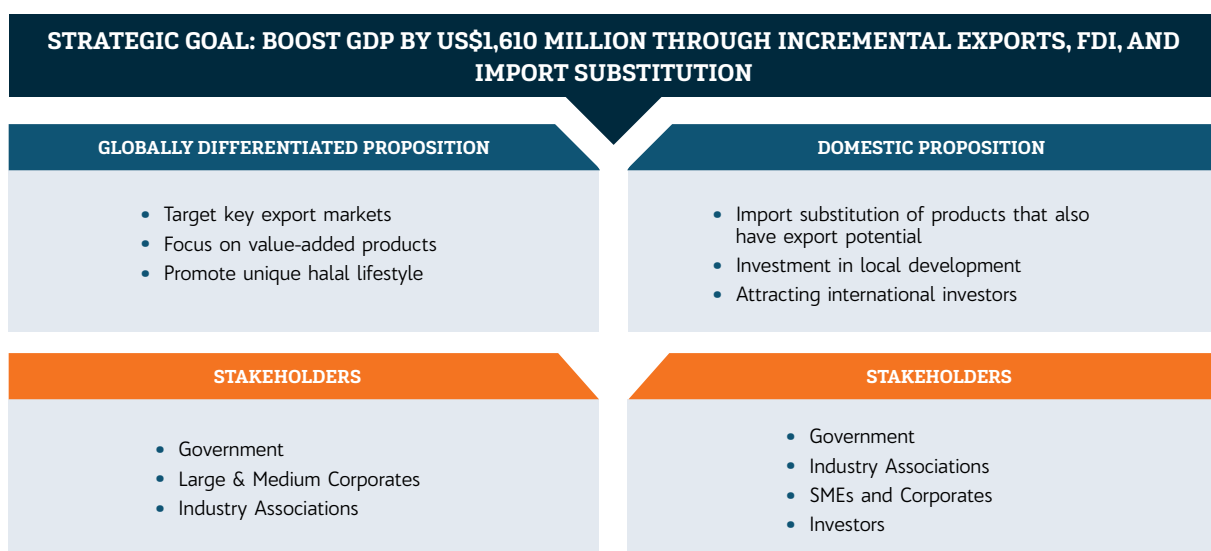 STRATEGIC GOAL: BOOST GDP BY US$1,610 MILLION THROUGH INCREMENTAL EXPORTS, FDI, AND
IMPORT SUBSTITUTION
GLOBALLY DIFFERENTIATED PROPOSITION
• Target key export markets
• Focus on value-added products
• Promote unique halal lifestyle
DOMESTIC PROPOSITION
• Import substitution of products that also
have export potential
• Investment in local development
• Attracting international investors
STAKEHOLDERS
• Government
• Large & Medium Corporates
• Industry Associations
STAKEHOLDERS
• Government
• Industry Associations
• SMEs and Corporates
• Investors